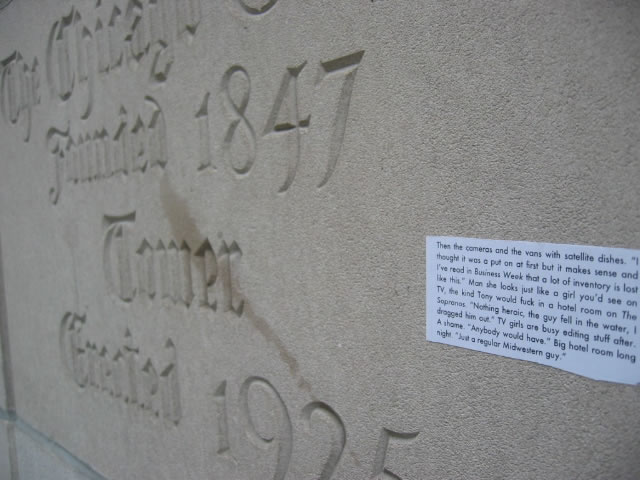 The Chicago
Founded 1847
Tower
Erected 1925
Then the cameras and the vans with satellite dishes. "I
thought it was a put on at first but it makes sense and
I've read in Business Week that a lot of inventory is lost
like this." Man she looks just like a girl you'd see on
TV, the kind Tony would fuck in a hotel room on The
Sopranos. "Nothing heroic, the guy fell in the water, I
dragged him out." TV girls are busy editing stuff after.
A shame. "Anybody would have." Big hotel room long
night. "Just a regular Midwestern guy."